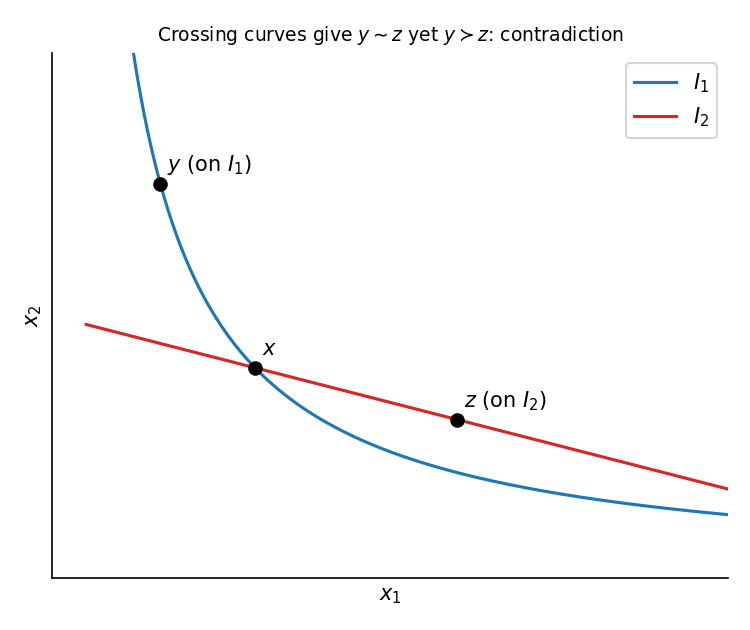 Crossing curves give y ∼ z yet y ≻ z: contradiction
I₁
I₂
y (on I₁)
x
z (on I₂)
x₂
x₁